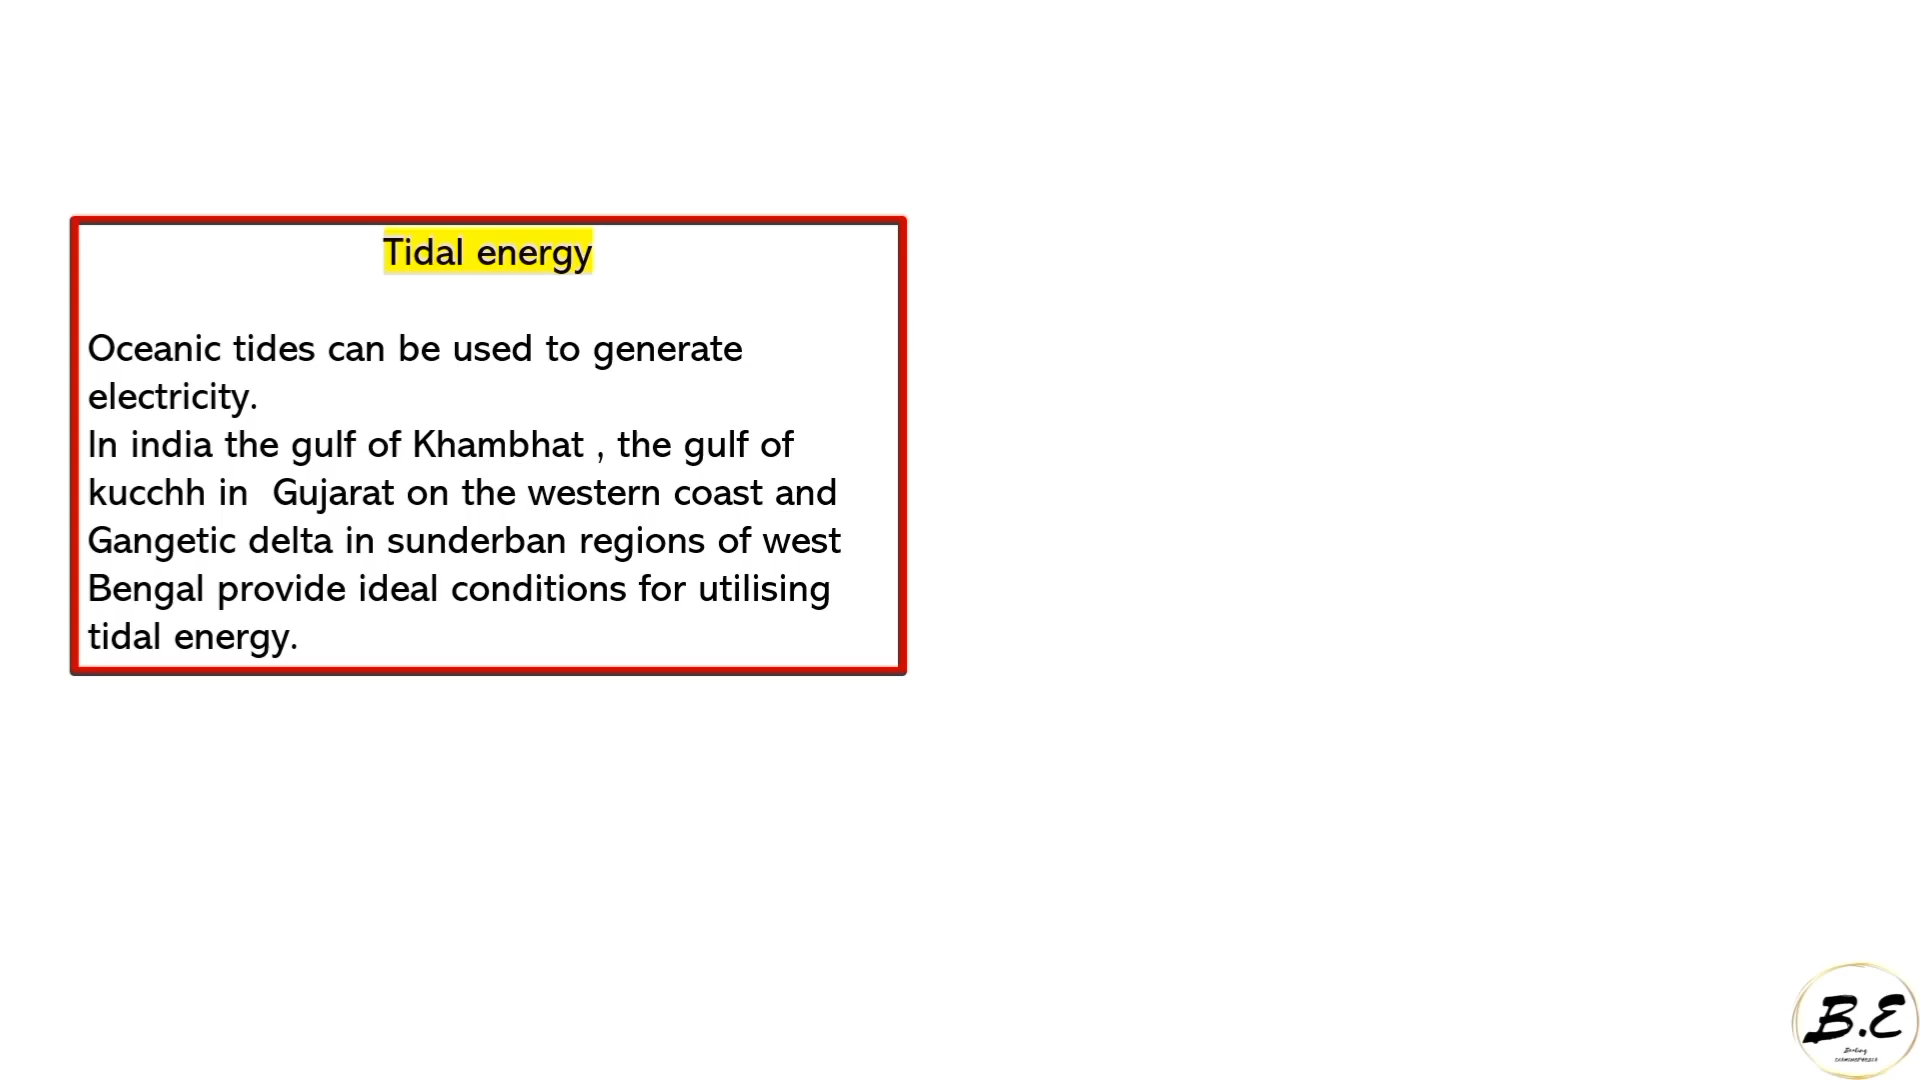 Tidal energy
Oceanic tides can be used to generate
electricity.
In india the gulf of Khambhat , the gulf of
kucchh in  Gujarat on the western coast and
Gangetic delta in sunderban regions of west
Bengal provide ideal conditions for utilising
tidal energy.
B.E